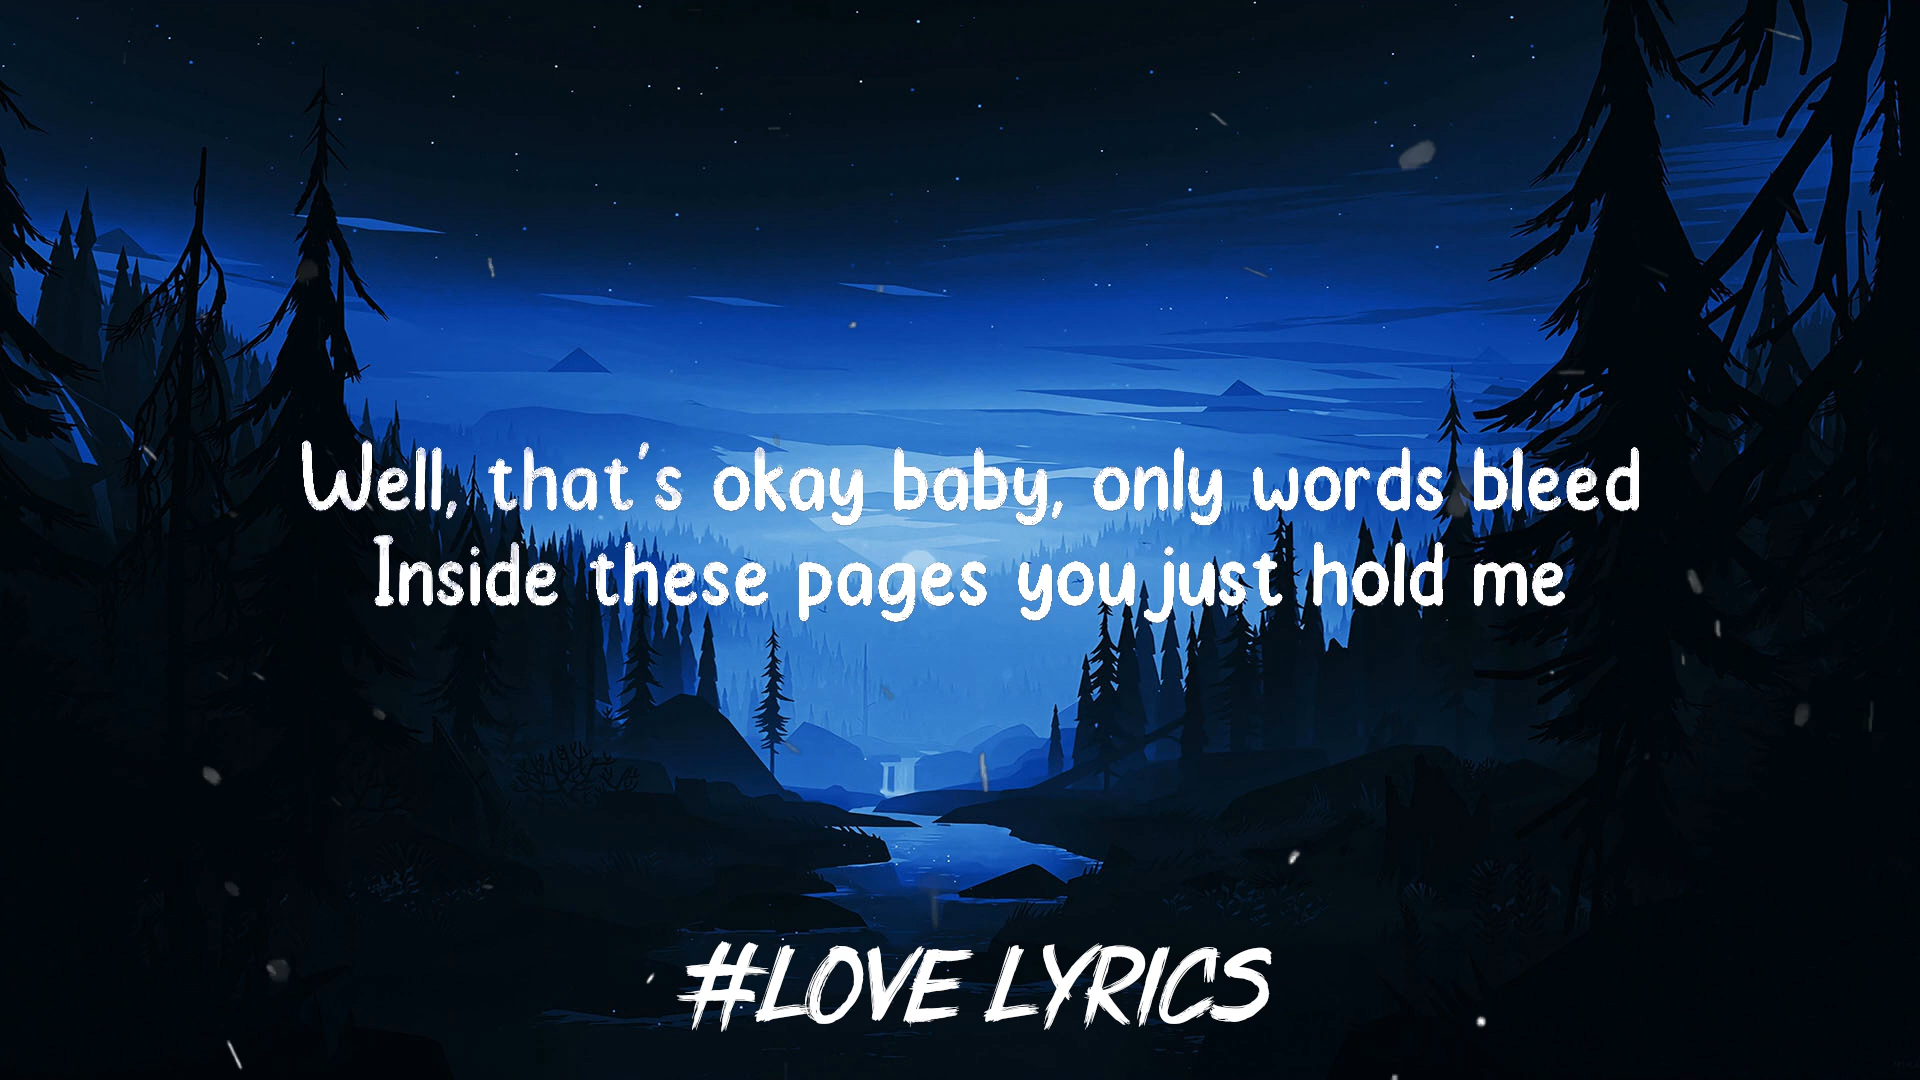 Well, that's okay baby, only words bleed
Inside these pages you just hold me
#LOVE LYRICS